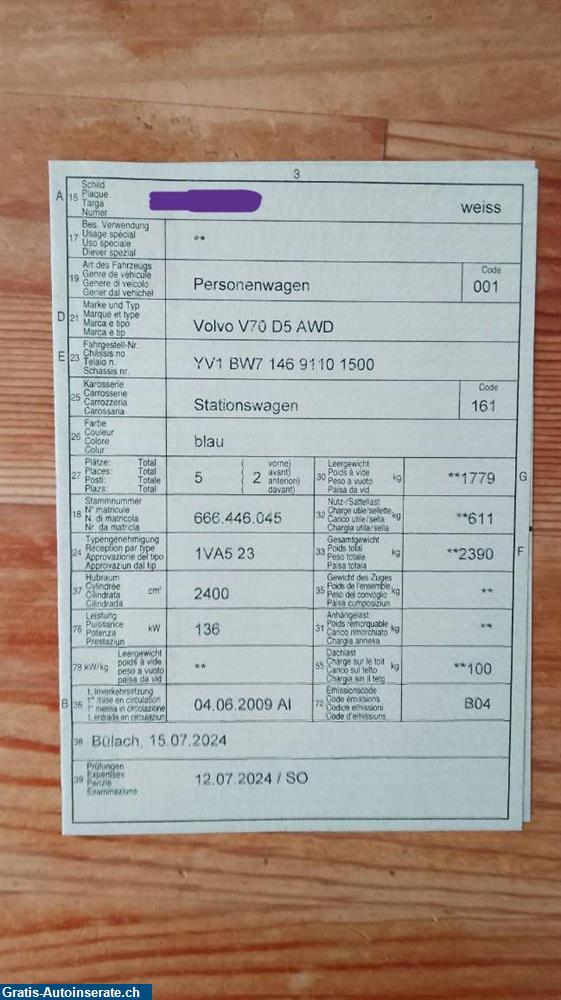 3
A 15 Schild
Plaque
Targa
Numer
weiss
17 Bes. Verwendung
Usage spécial
Uso speciale
Diever spezial
**
19 Art des Fahrzeugs
Genre de véhicule
Genere di veicolo
Gener dal vehichel
Personenwagen
Code
001
D 21 Marke und Typ
Marque et type
Marca e tipo
Marca e tip
Volvo V70 D5 AWD
E 23 Fahrgestell-Nr.
Châssis no
Telaio n.
Schassis nr.
YV1 BW7 146 9110 1500
25 Karosserie
Carrosserie
Carrozzeria
Carossaria
Stationswagen
Code
161
26 Farbe
Couleur
Colore
Colur
blau
27 Plätze: Total
Places: Total
Posti: Totale
Plazs: Total
5 ( 2 vorne)
avant)
anteriori)
davant)
30 Leergewicht
Poids à vide
Peso a vuoto
Paisa da vid
kg **1779 G
18 Stammnummer
N° matricule
N. di matricola
Nr. da matricla
666.446.045
32 Nutz-/Sattellast
Charge utile/sellette
Carico utile/sella
Chargia utila/sella
kg **611
24 Typengenehmigung
Réception par type
Approvazione del tipo
Approvaziun dal tip
1VA5 23
33 Gesamtgewicht
Poids total
Peso totale
Paisa totala
kg **2390 F
37 Hubraum
Cylindrée
Cilindrata
Cilindrada
cm³ 2400
35 Gewicht des Zuges
Poids de l'ensemble
Peso del convoglio
Paisa cumposiziun
kg **
76 Leistung
Puissance
Potenza
Prestaziun
kW 136
31 Anhängelast
Poids remorquable
Carico rimorchiato
Chargia annexa
kg **
78 kW/kg Leergewicht
poids à vide
peso a vuoto
paisa da vid
**
55 Dachlast
Charge sur le toit
Carico sul tetto
Chargia sin il tetg
kg **100
B 36 1. Inverkehrsetzung
1re mise en circulation
1a messa in circolazione
1. entrada en circulaziun
04.06.2009 AI
72 Emissionscode
Code émissions
Codice emissioni
Code d'emissiuns
B04
38 Bülach, 15.07.2024
39 Prüfungen
Expertises
Perizie
Examinaziuns
12.07.2024 / SO
Gratis-Autoinserate.ch